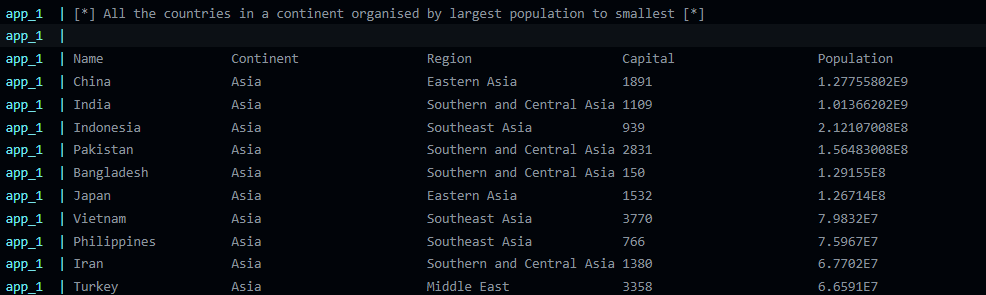 app_1 | [*] All the countries in a continent organised by largest population to smallest [*]
app_1 |
app_1 | Name Continent Region Capital Population
app_1 | China Asia Eastern Asia 1891 1.27755802E9
app_1 | India Asia Southern and Central Asia 1109 1.01366202E9
app_1 | Indonesia Asia Southeast Asia 939 2.12107008E8
app_1 | Pakistan Asia Southern and Central Asia 2831 1.56483008E8
app_1 | Bangladesh Asia Southern and Central Asia 150 1.29155E8
app_1 | Japan Asia Eastern Asia 1532 1.26714E8
app_1 | Vietnam Asia Southeast Asia 3770 7.9832E7
app_1 | Philippines Asia Southeast Asia 766 7.5967E7
app_1 | Iran Asia Southern and Central Asia 1380 6.7702E7
app_1 | Turkey Asia Middle East 3358 6.6591E7